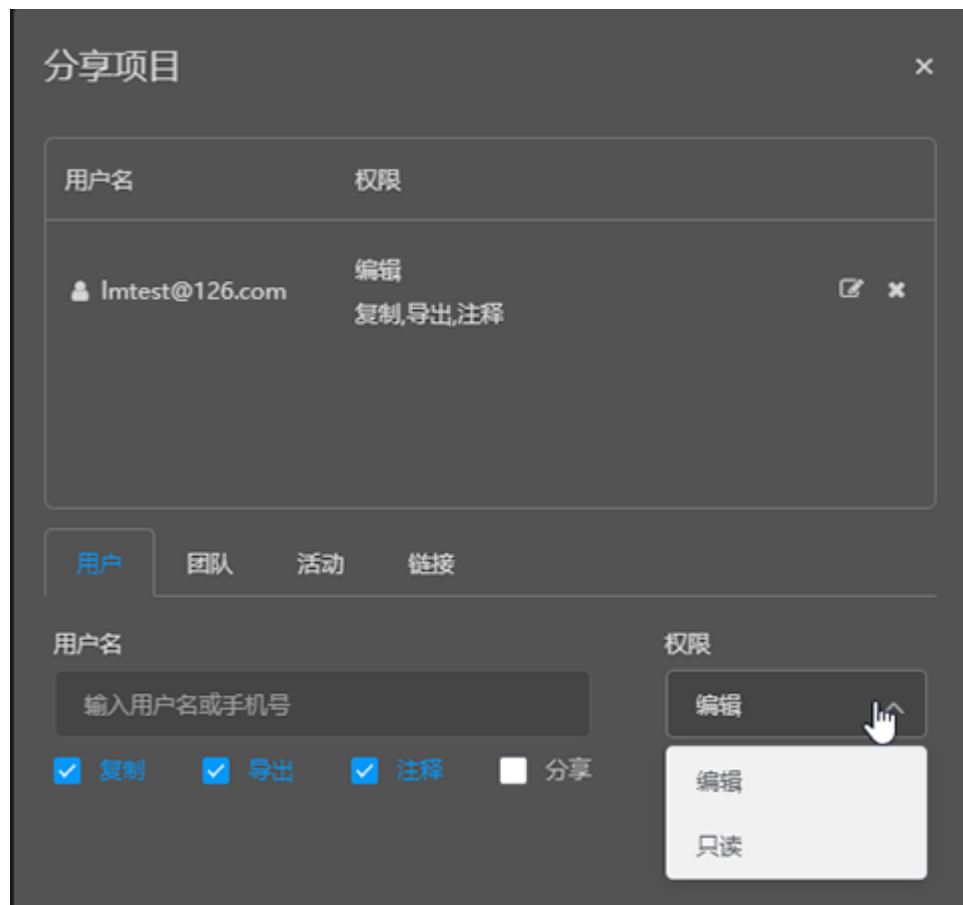 分享项目
用户名 权限
lmtest@126.com 编辑
复制,导出,注释
用户 团队 活动 链接
用户名 权限
输入用户名或手机号 编辑
复制 导出 注释 分享
编辑
只读